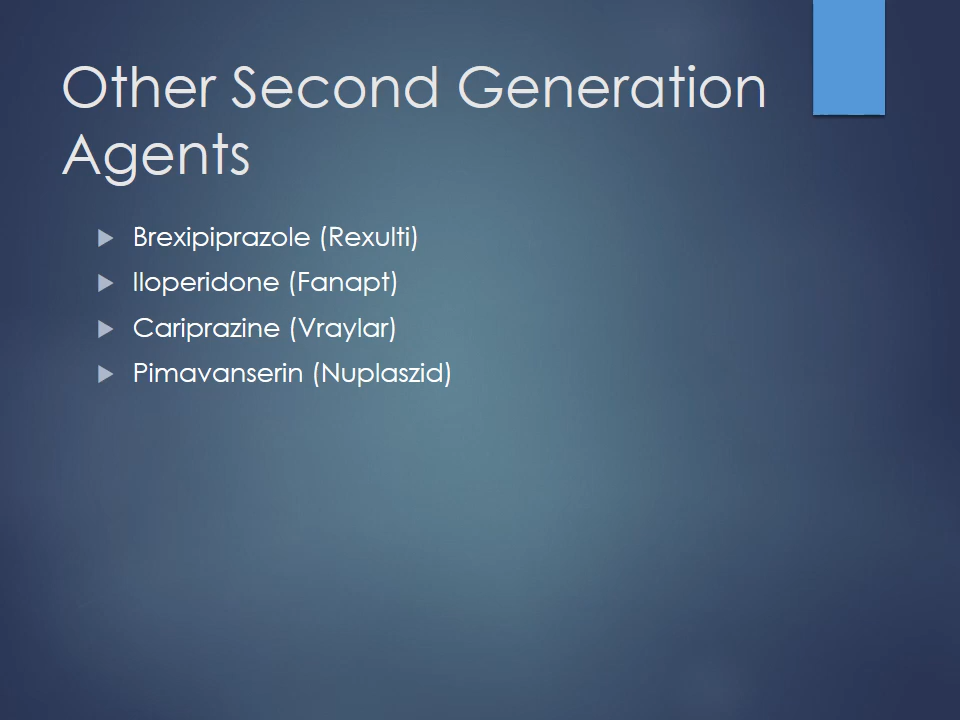 Other Second Generation
Agents
Brexipiprazole (Rexulti)
Iloperidone (Fanapt)
Cariprazine (Vraylar)
Pimavanserin (Nuplaszid)